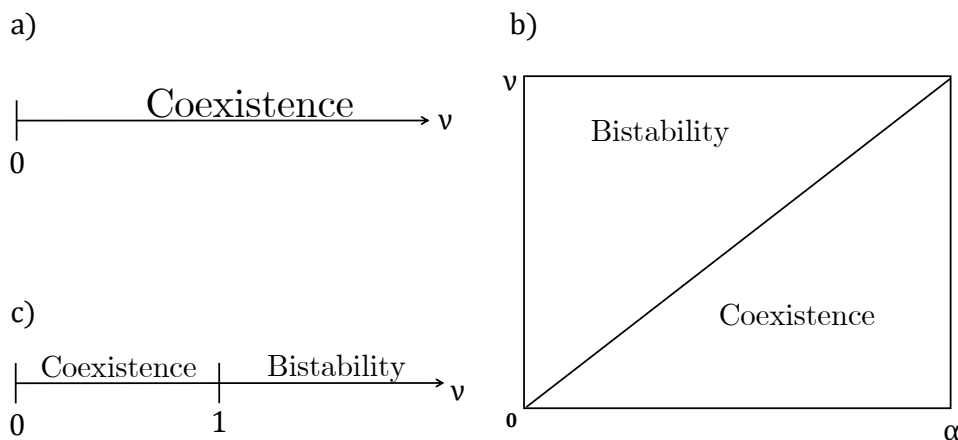 a)
Coexistence
ν
0
b)
ν
Bistability
Coexistence
0
α
c)
Coexistence
Bistability
ν
0
1